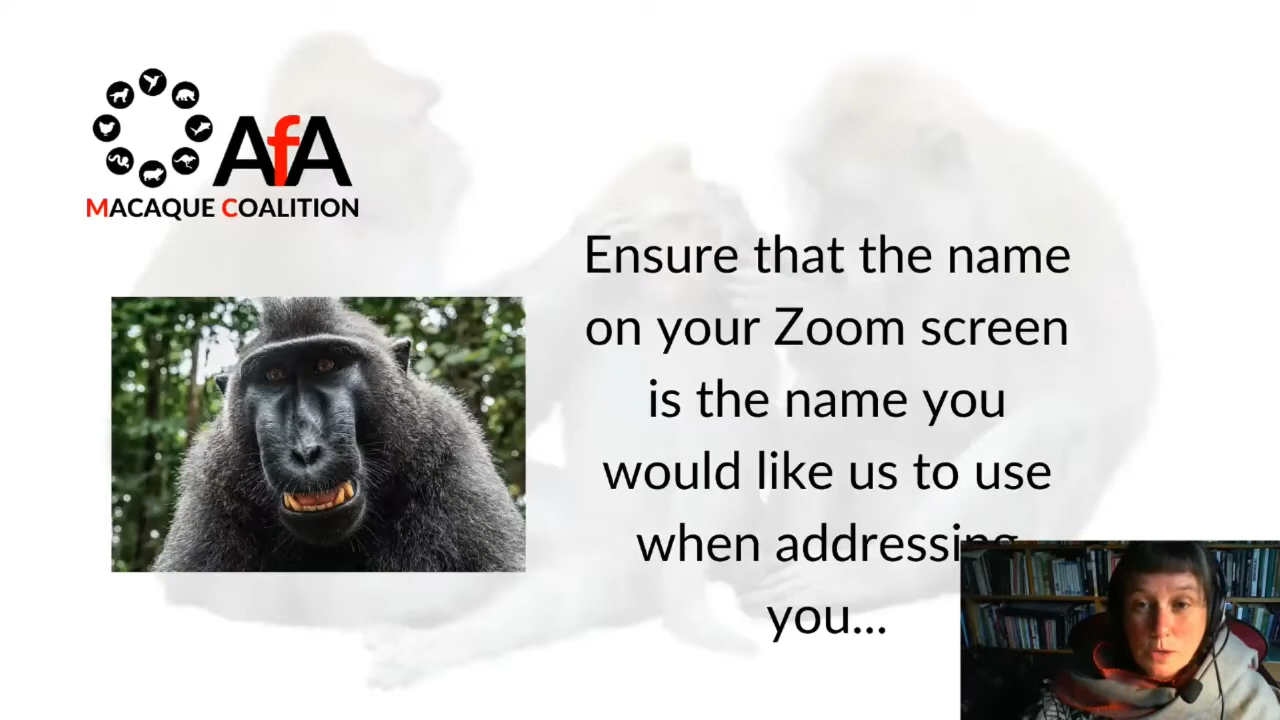 AfA
MACAQUE COALITION
Ensure that the name
on your Zoom screen
is the name you
would like us to use
when addressing
you...